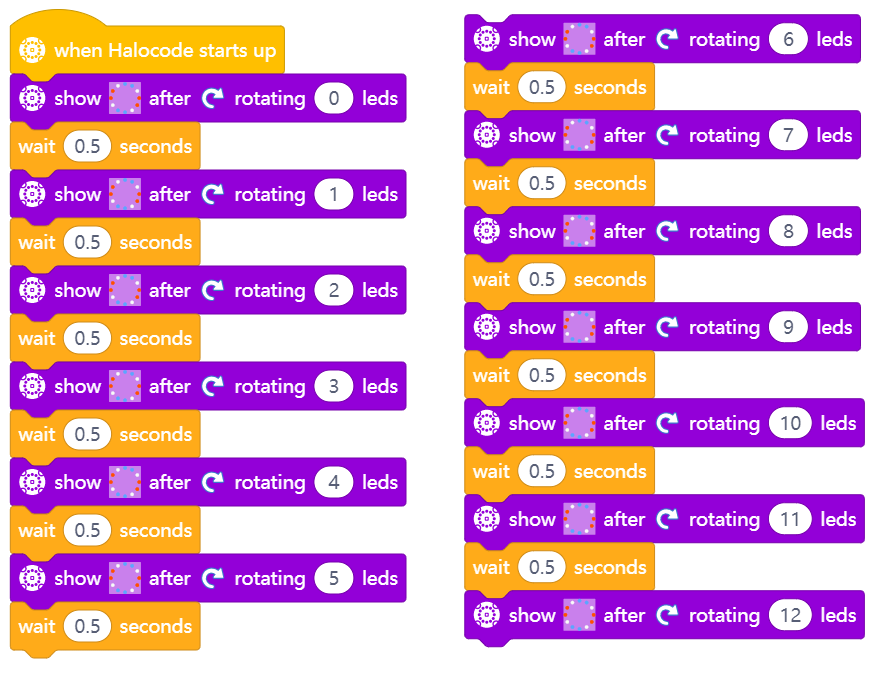 when Halocode starts up
show after rotating 0 leds
wait 0.5 seconds
show after rotating 1 leds
wait 0.5 seconds
show after rotating 2 leds
wait 0.5 seconds
show after rotating 3 leds
wait 0.5 seconds
show after rotating 4 leds
wait 0.5 seconds
show after rotating 5 leds
wait 0.5 seconds
show after rotating 6 leds
wait 0.5 seconds
show after rotating 7 leds
wait 0.5 seconds
show after rotating 8 leds
wait 0.5 seconds
show after rotating 9 leds
wait 0.5 seconds
show after rotating 10 leds
wait 0.5 seconds
show after rotating 11 leds
wait 0.5 seconds
show after rotating 12 leds